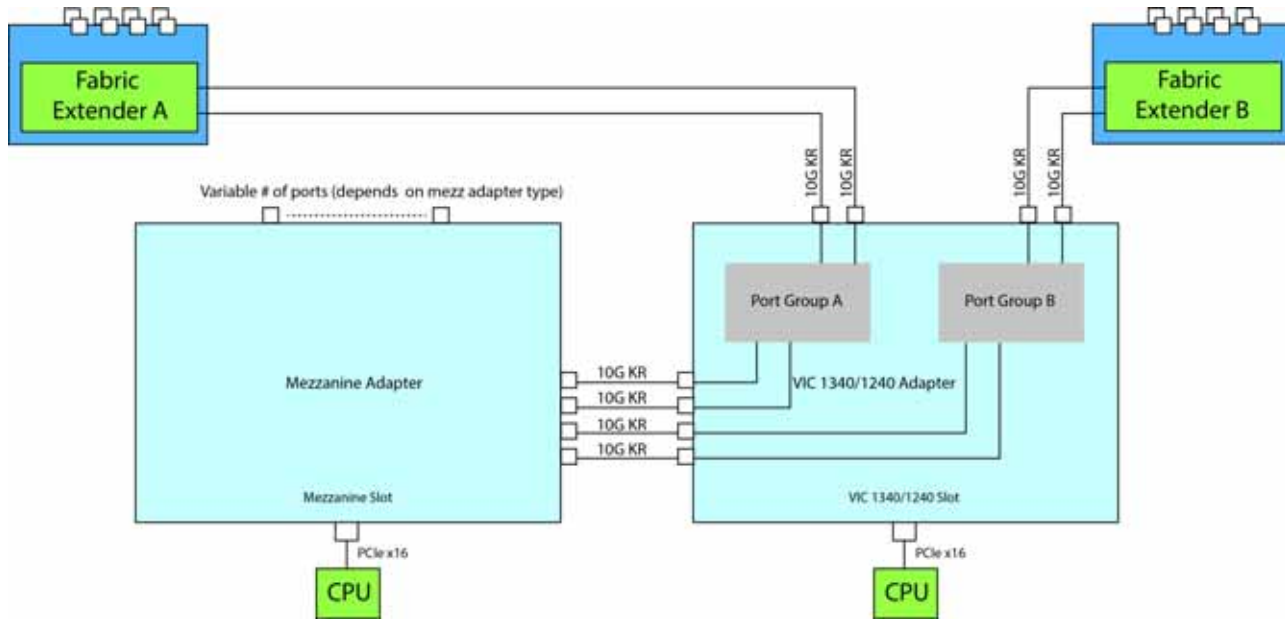 Fabric
Extender A
Fabric
Extender B
10G KR
10G KR
10G KR
10G KR
Variable # of ports (depends on mezz adapter type)
Port Group A
Port Group B
Mezzanine Adapter
10G KR
10G KR
10G KR
10G KR
VIC 1340/1240 Adapter
Mezzanine Slot
VIC 1340/1240 Slot
PCIe x16
PCIe x16
CPU
CPU